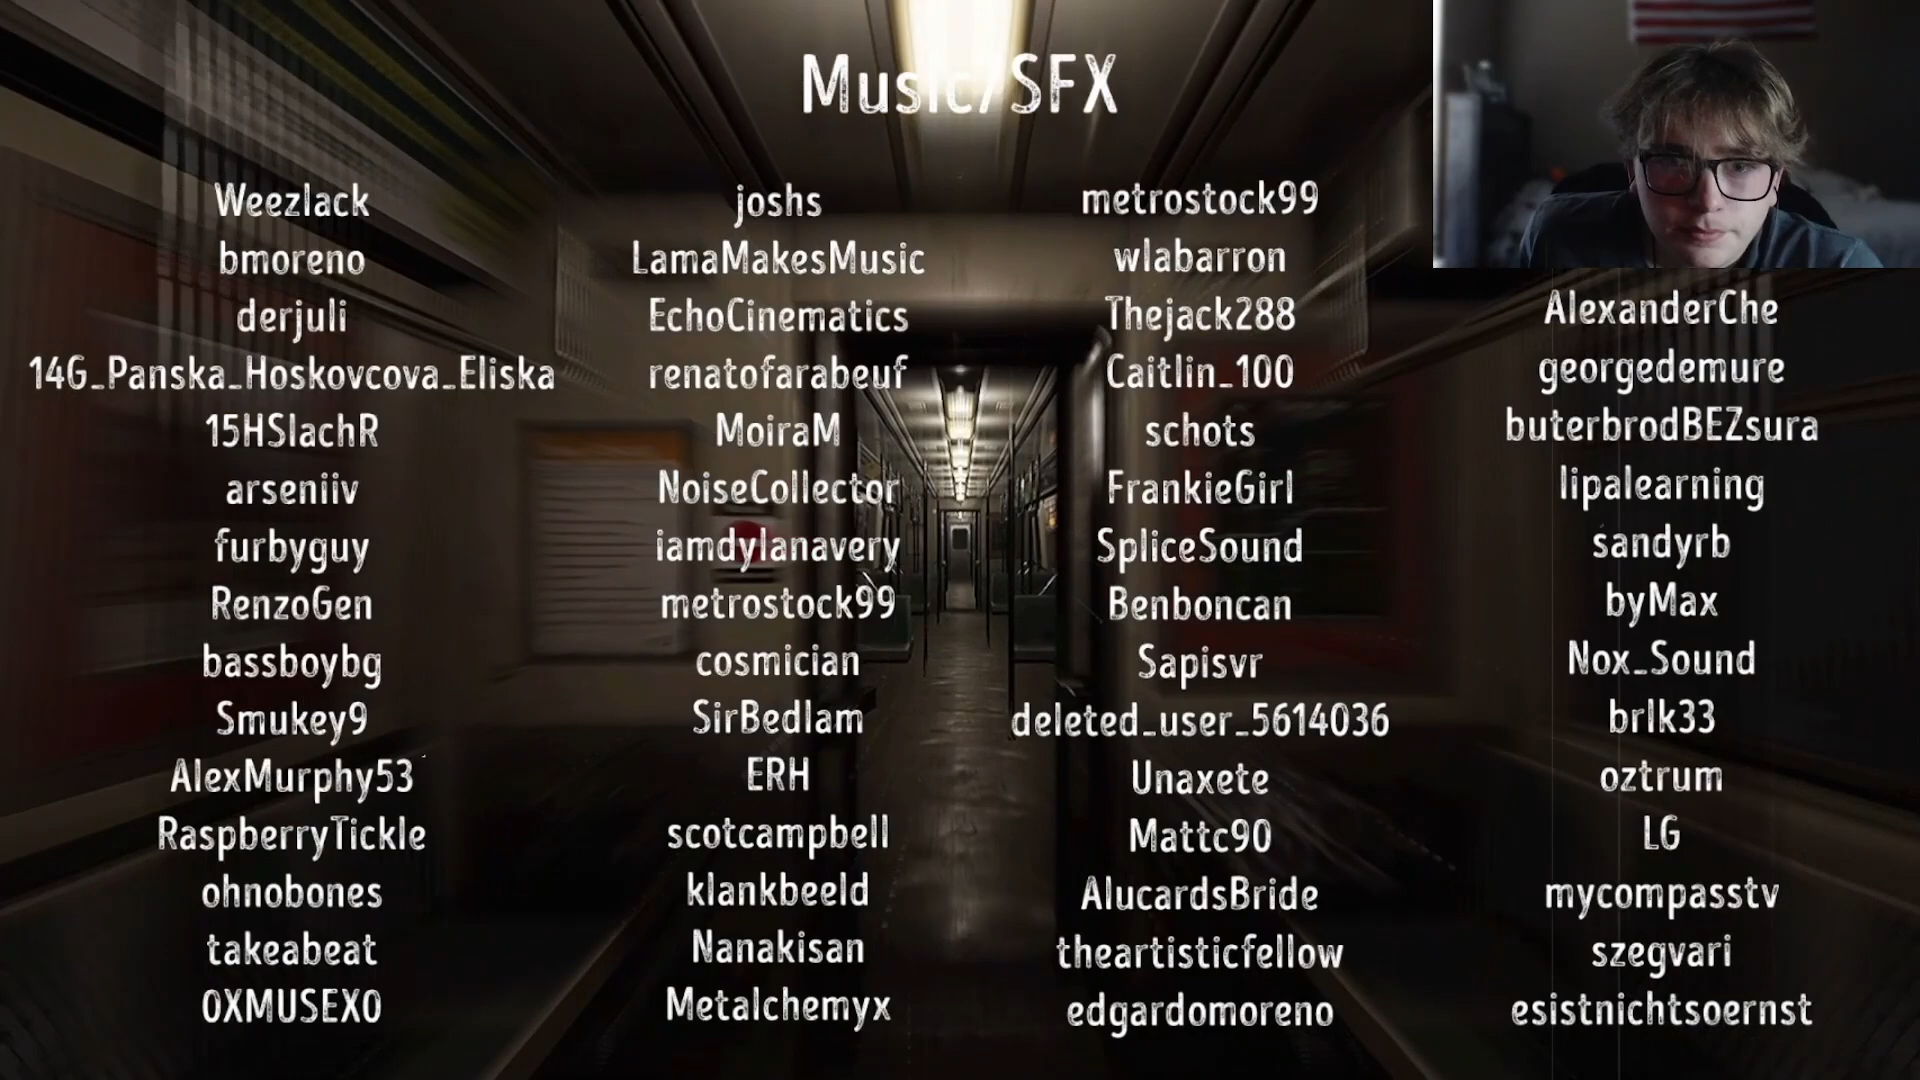 Music/SFX
Weezlack
bmoreno
derjuli
14G_Panska_Hoskovcova_Eliska
15HSlachR
arseniiv
furbyguy
RenzoGen
bassboybg
Smukey9
AlexMurphy53
RaspberryTickle
ohnobones
takeabeat
0XMUSEX0
joshs
LamaMakesMusic
EchoCinematics
renatofarabeuf
MoiraM
NoiseCollector
iamdylanavery
metrostock99
cosmician
SirBedlam
ERH
scotcampbell
klankbeeld
Nanakisan
Metalchemyx
metrostock99
wlabarron
Thejack288
Caitlin_100
schots
FrankieGirl
SpliceSound
Benboncan
Sapisvr
deleted_user_5614036
Unaxete
Mattc90
AlucardsBride
theartisticfellow
edgardomoreno
AlexanderChe
georgedemure
buterbrodBEZsura
lipalearning
sandyrb
byMax
Nox_Sound
brlk33
oztrum
LG
mycompasstv
szegvari
esistnichtsoernst